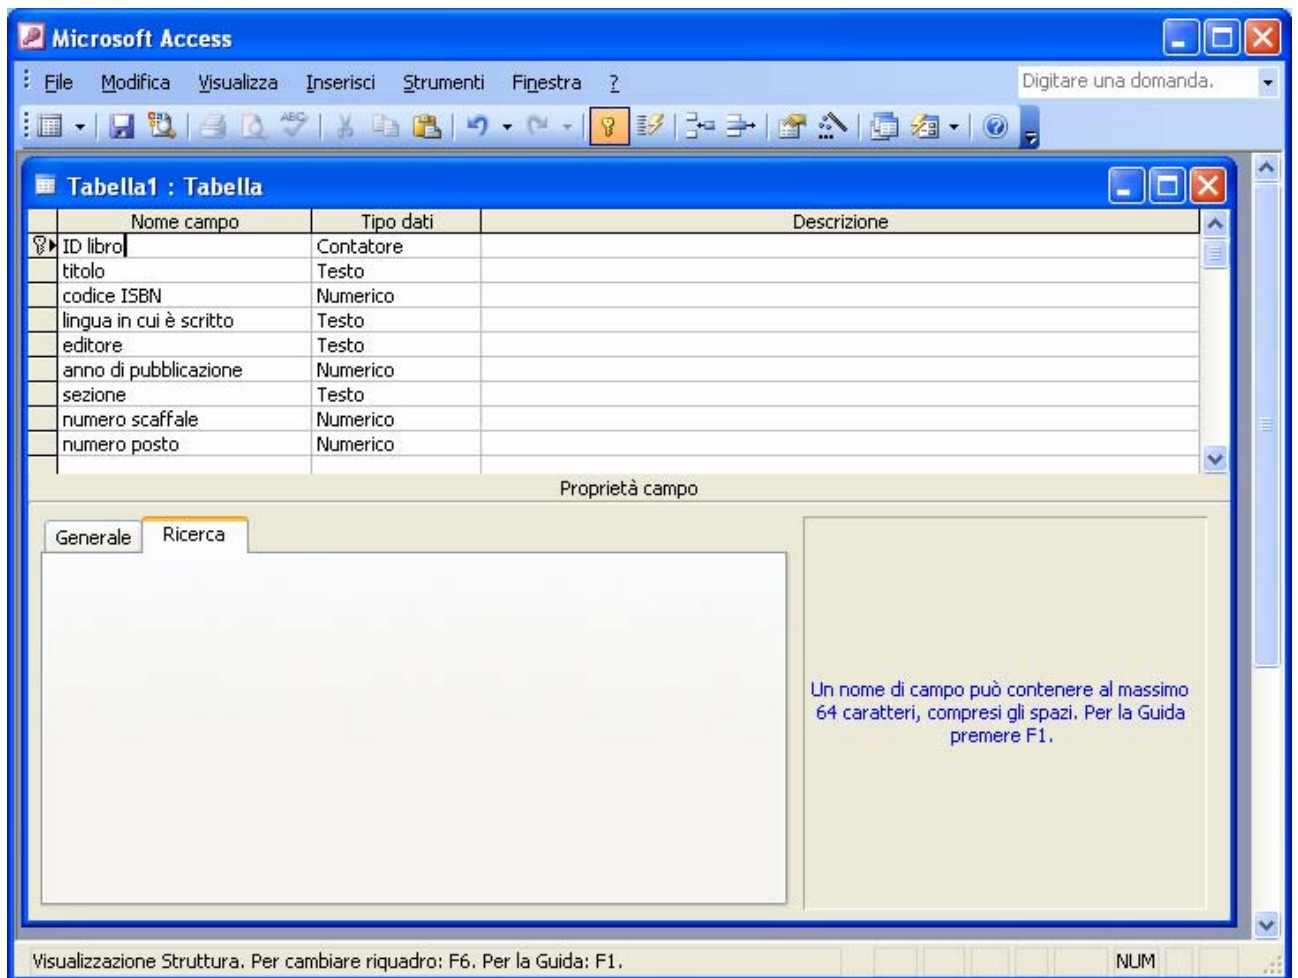 Microsoft Access
File Modifica Visualizza Inserisci Strumenti Finestra ?
Digitare una domanda.
ABC
Tabella1 : Tabella
Nome campo Tipo dati Descrizione
ID libro Contatore
titolo Testo
codice ISBN Numerico
lingua in cui è scritto Testo
editore Testo
anno di pubblicazione Numerico
sezione Testo
numero scaffale Numerico
numero posto Numerico
Proprietà campo
Generale Ricerca
Un nome di campo può contenere al massimo
64 caratteri, compresi gli spazi. Per la Guida
premere F1.
Visualizzazione Struttura. Per cambiare riquadro: F6. Per la Guida: F1.
NUM